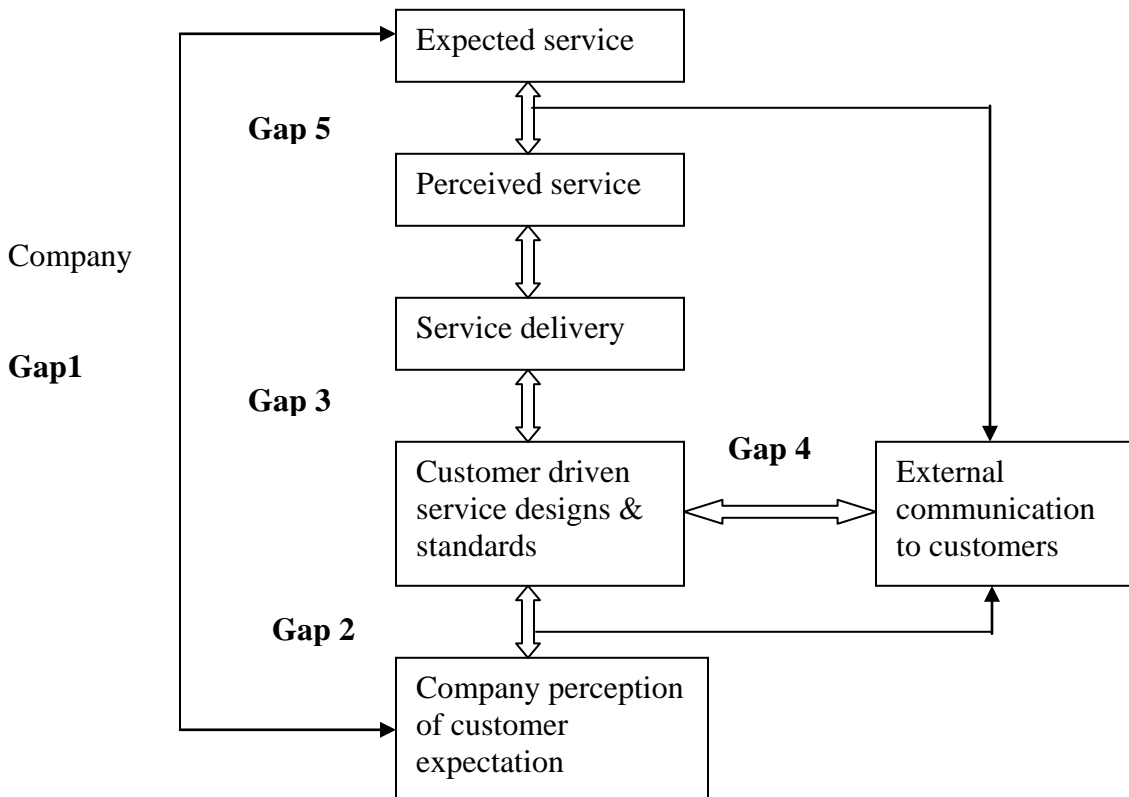 Expected service
Gap 5
Perceived service
Company
Service delivery
Gap1
Gap 3
Gap 4
Customer driven
service designs &
standards
External
communication
to customers
Gap 2
Company perception
of customer
expectation